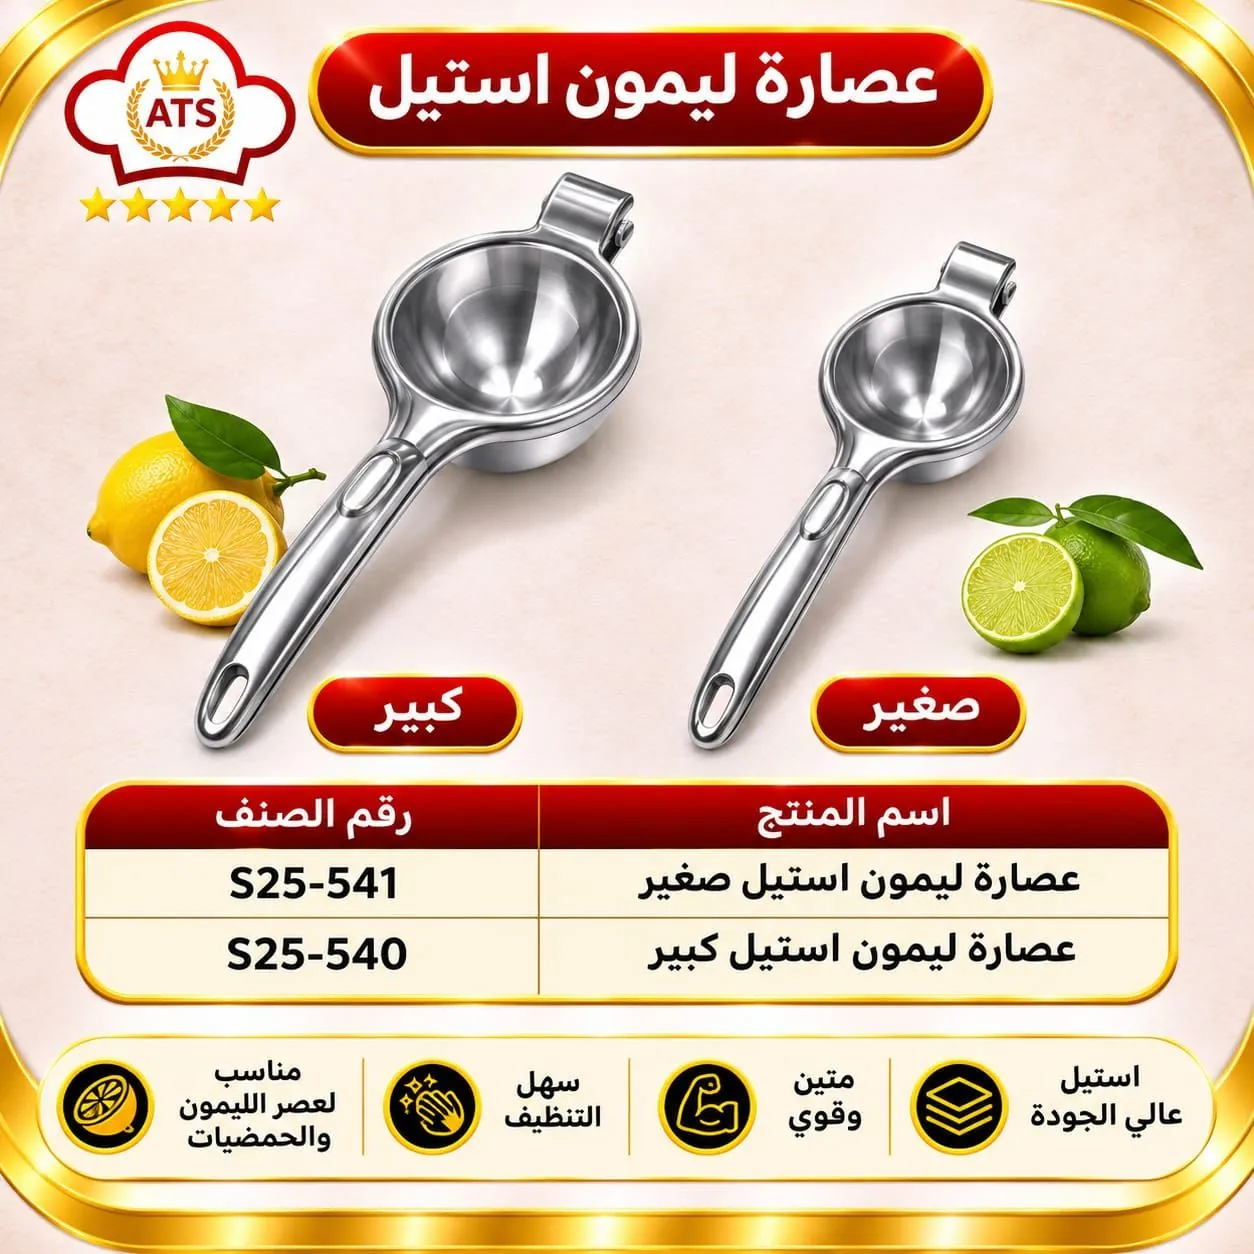 ATS
عصارة ليمون استيل
كبير
صغير
اسم المنتج رقم الصنف
عصارة ليمون استيل صغير S25-541
عصارة ليمون استيل كبير S25-540
استيل
عالي الجودة
متين
وقوي
سهل
التنظيف
مناسب
لعصر الليمون
والحمضيات